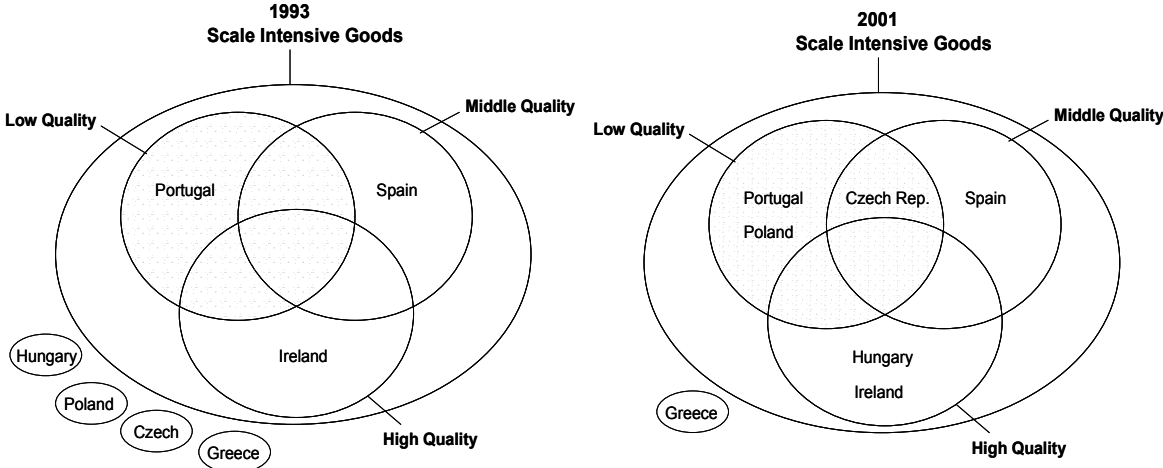 1993
Scale Intensive Goods
Low Quality
Middle Quality
Portugal
Spain
Ireland
Hungary
Poland
Czech
Greece
High Quality
2001
Scale Intensive Goods
Low Quality
Middle Quality
Portugal
Czech Rep.
Spain
Poland
Hungary
Ireland
Greece
High Quality